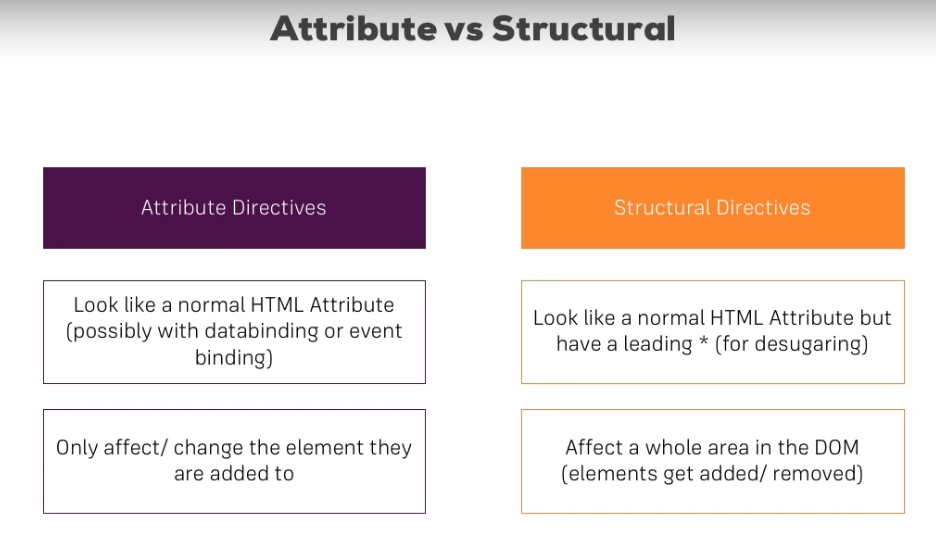 Attribute vs Structural
Attribute Directives
Structural Directives
Look like a normal HTML Attribute
(possibly with databinding or event
binding)
Look like a normal HTML Attribute but
have a leading * (for desugaring)
Only affect/ change the element they
are added to
Affect a whole area in the DOM
(elements get added/ removed)